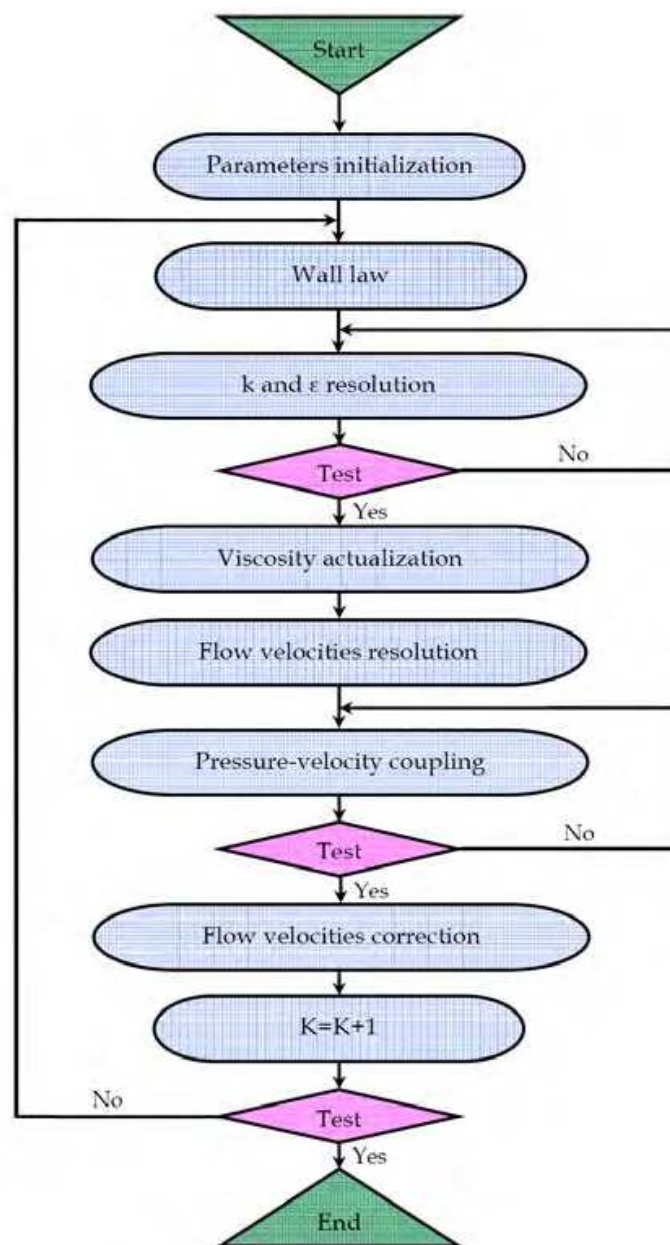 Start
Parameters initialization
Wall law
k and ε resolution
Test
No
Yes
Viscosity actualization
Flow velocities resolution
Pressure-velocity coupling
Test
No
Yes
Flow velocities correction
K=K+1
No
Test
Yes
End